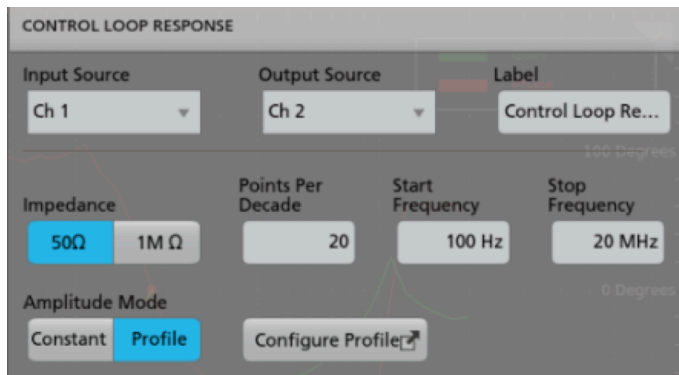 CONTROL LOOP RESPONSE
Input Source Output Source Label
Ch 1 Ch 2 Control Loop Re...
100 Degrees
Impedance Points Per Decade Start Frequency Stop Frequency
50Ω 1M Ω 20 100 Hz 20 MHz
0 Degrees
Amplitude Mode
Constant Profile Configure Profile